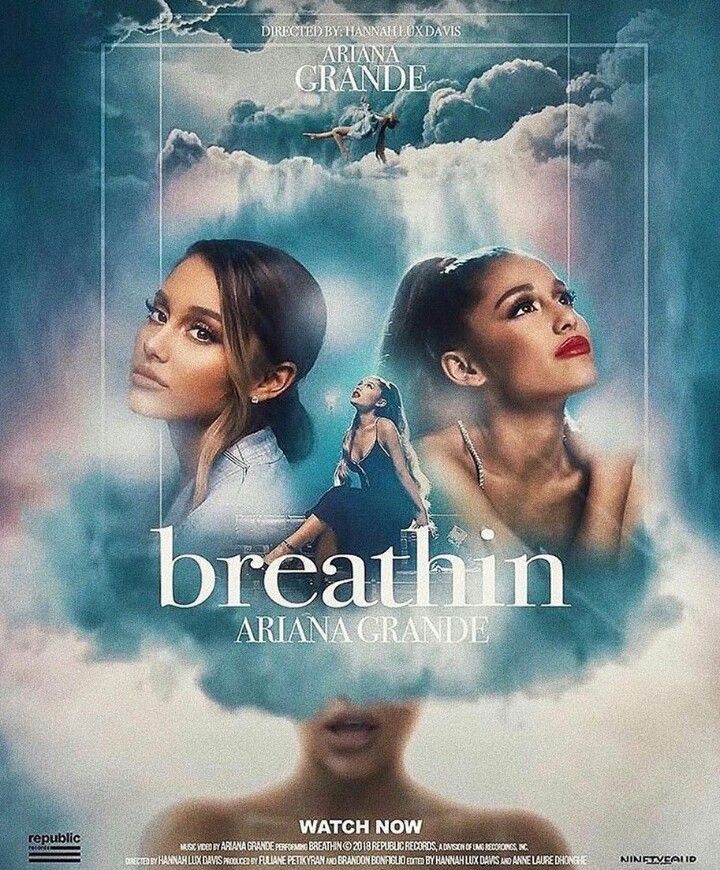 DIRECTED BY: HANNAH LUX DAVIS
ARIANA
GRANDE
breathin
ARIANA GRANDE
WATCH NOW
republic
records
MUSIC VIDEO BY ARIANA GRANDE PERFORMING BREATHIN © 2018 REPUBLIC RECORDS, A DIVISION OF UMG RECORDINGS, INC.
DIRECTED BY HANNAH LUX DAVIS PRODUCED BY FULIANE PETIKYRAN AND BRANDON BONFIGLIO EDITED BY HANNAH LUX DAVIS AND ANNE LAURE DHONGHE